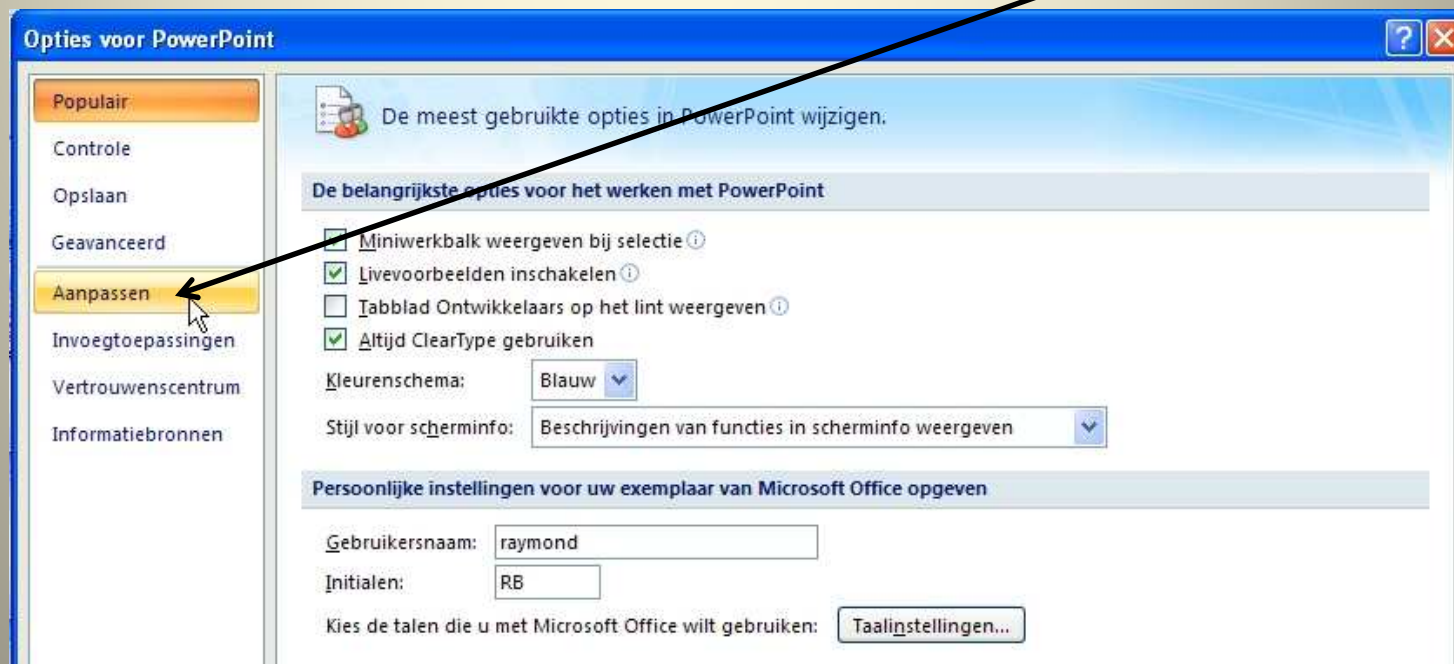 Opties voor PowerPoint
Populair
Controle
Opslaan
Geavanceerd
Aanpassen
Invoegtoepassingen
Vertrouwenscentrum
Informatiebronnen
De meest gebruikte opties in PowerPoint wijzigen.
De belangrijkste opties voor het werken met PowerPoint
Miniwerkbalk weergeven bij selectie
Livevoorbeelden inschakelen
Tabblad Ontwikkelaars op het lint weergeven
Altijd ClearType gebruiken
Kleurenschema: Blauw
Stijl voor scherminfo: Beschrijvingen van functies in scherminfo weergeven
Persoonlijke instellingen voor uw exemplaar van Microsoft Office opgeven
Gebruikersnaam: raymond
Initialen: RB
Kies de talen die u met Microsoft Office wilt gebruiken: Taalinstellingen...